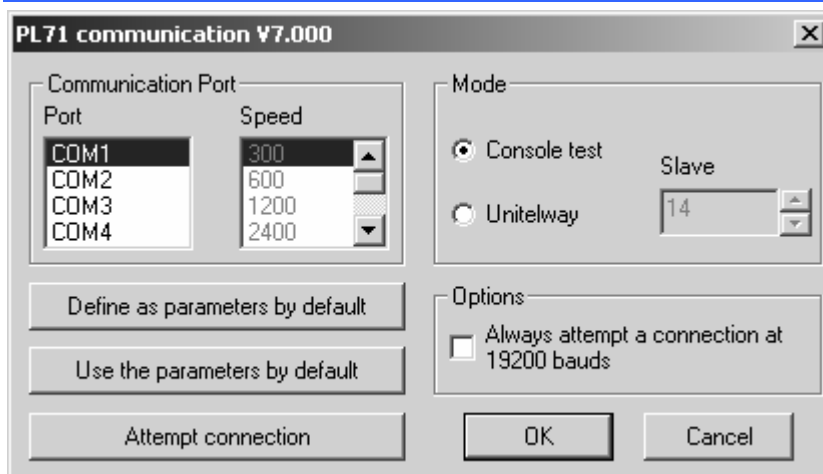 PL71 communication V7.000
Communication Port
Port Speed
COM1 300
COM2 600
COM3 1200
COM4 2400
Mode
Console test
Slave
Unitelway 14
Define as parameters by default
Use the parameters by default
Attempt connection
Options
Always attempt a connection at
19200 bauds
OK Cancel